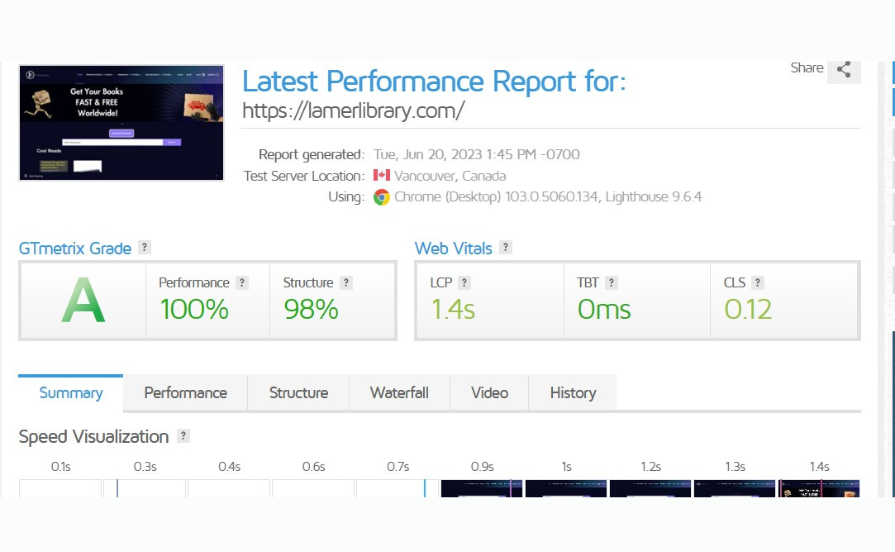 Get Your Books
FAST & FREE
Worldwide!
Cool Reads
Latest Performance Report for:
Share
https://lamerlibrary.com/
Report generated: Tue, Jun 20, 2023 1:45 PM -0700
Test Server Location: Vancouver, Canada
Using: Chrome (Desktop) 103.0.5060.134, Lighthouse 9.6.4
GTmetrix Grade ?
Web Vitals ?
A
Performance ?
100%
Structure ?
98%
LCP ?
1.4s
TBT ?
0ms
CLS ?
0.12
Summary Performance Structure Waterfall Video History
Speed Visualization ?
0.1s 0.3s 0.4s 0.6s 0.7s 0.9s 1s 1.2s 1.3s 1.4s